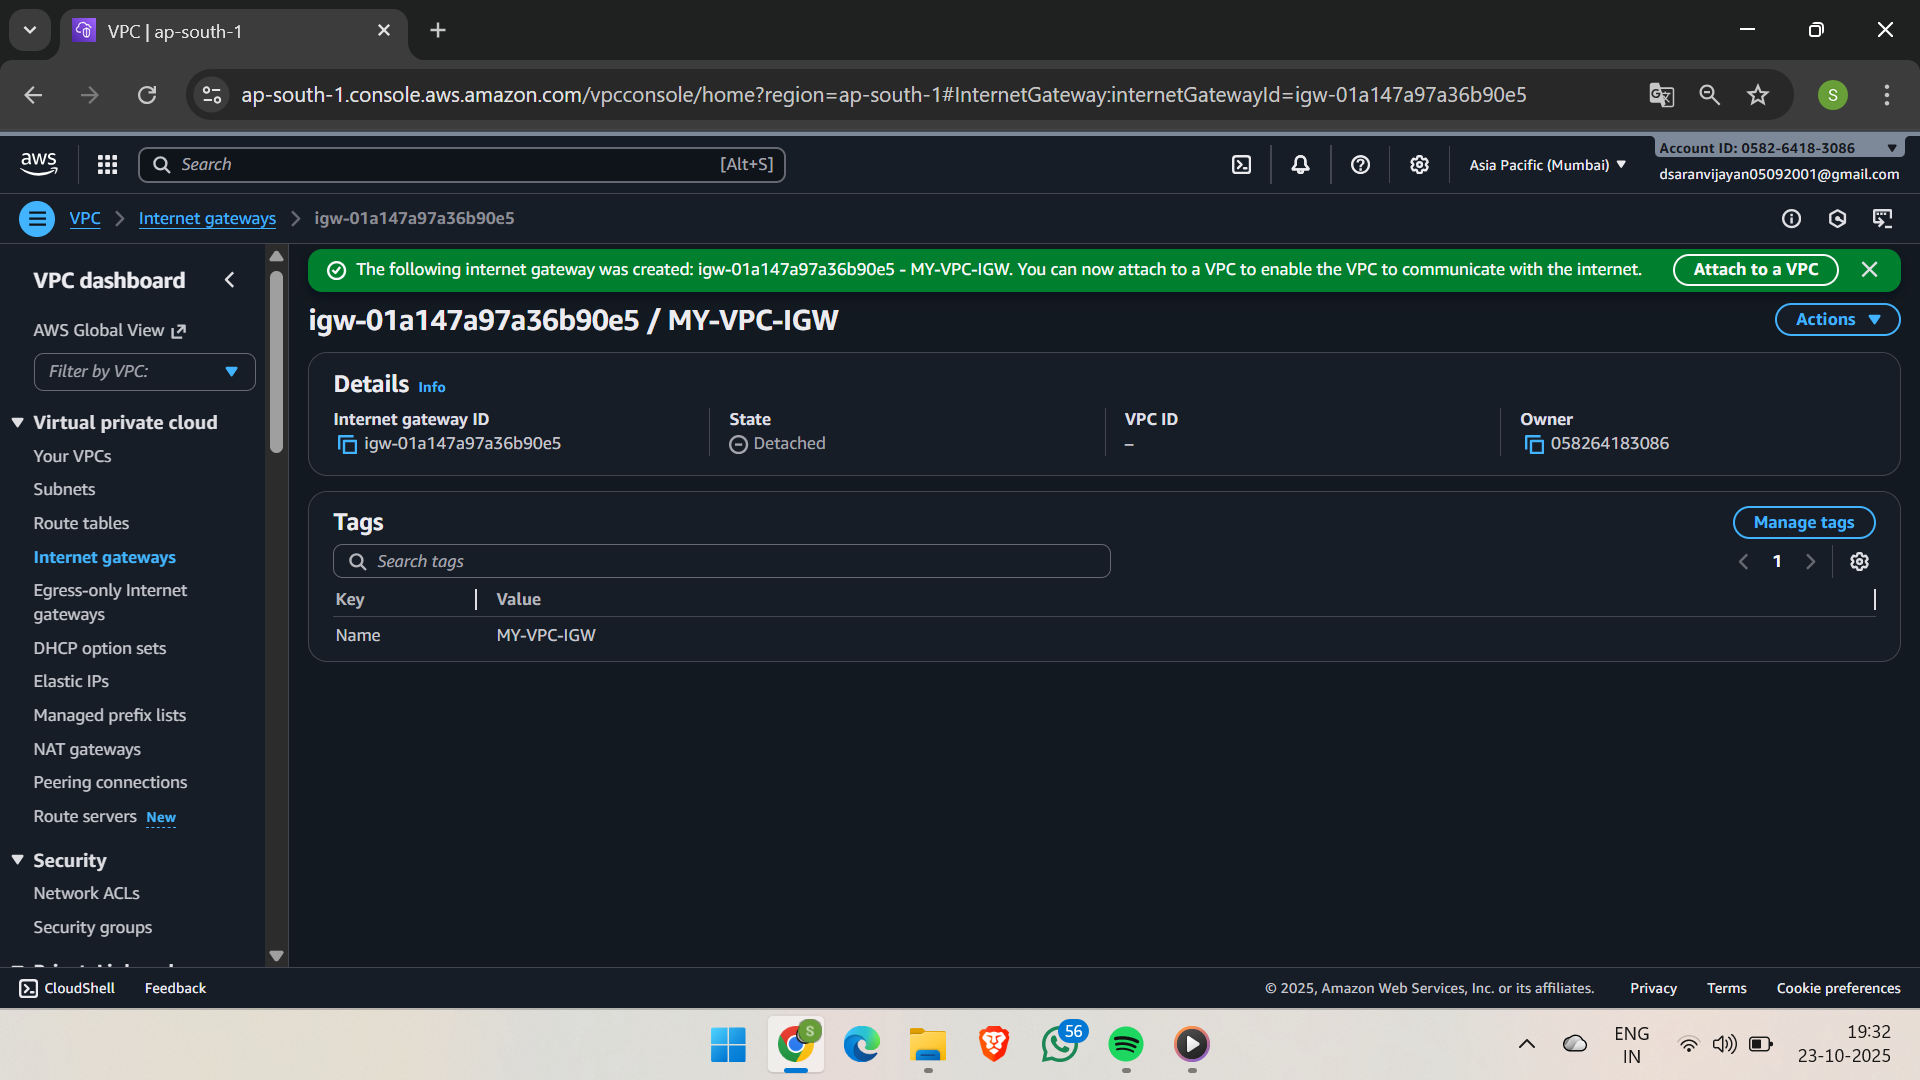 VPC | ap-south-1
ap-south-1.console.aws.amazon.com/vpcconsole/home?region=ap-south-1#InternetGateway:internetGatewayId=igw-01a147a97a36b90e5
S
aws
Search
[Alt+S]
Asia Pacific (Mumbai)
Account ID: 0582-6418-3086
dsaranvijayan05092001@gmail.com
VPC
Internet gateways
igw-01a147a97a36b90e5
VPC dashboard
AWS Global View
Filter by VPC:
Virtual private cloud
Your VPCs
Subnets
Route tables
Internet gateways
Egress-only Internet
gateways
DHCP option sets
Elastic IPs
Managed prefix lists
NAT gateways
Peering connections
Route servers New
Security
Network ACLs
Security groups
The following internet gateway was created: igw-01a147a97a36b90e5 - MY-VPC-IGW. You can now attach to a VPC to enable the VPC to communicate with the internet.
Attach to a VPC
igw-01a147a97a36b90e5 / MY-VPC-IGW
Actions
Details Info
Internet gateway ID
igw-01a147a97a36b90e5
State
Detached
VPC ID
–
Owner
058264183086
Tags
Manage tags
Search tags
1
Key
Value
Name
MY-VPC-IGW
CloudShell
Feedback
© 2025, Amazon Web Services, Inc. or its affiliates.
Privacy
Terms
Cookie preferences
S
56
ENG
IN
19:32
23-10-2025